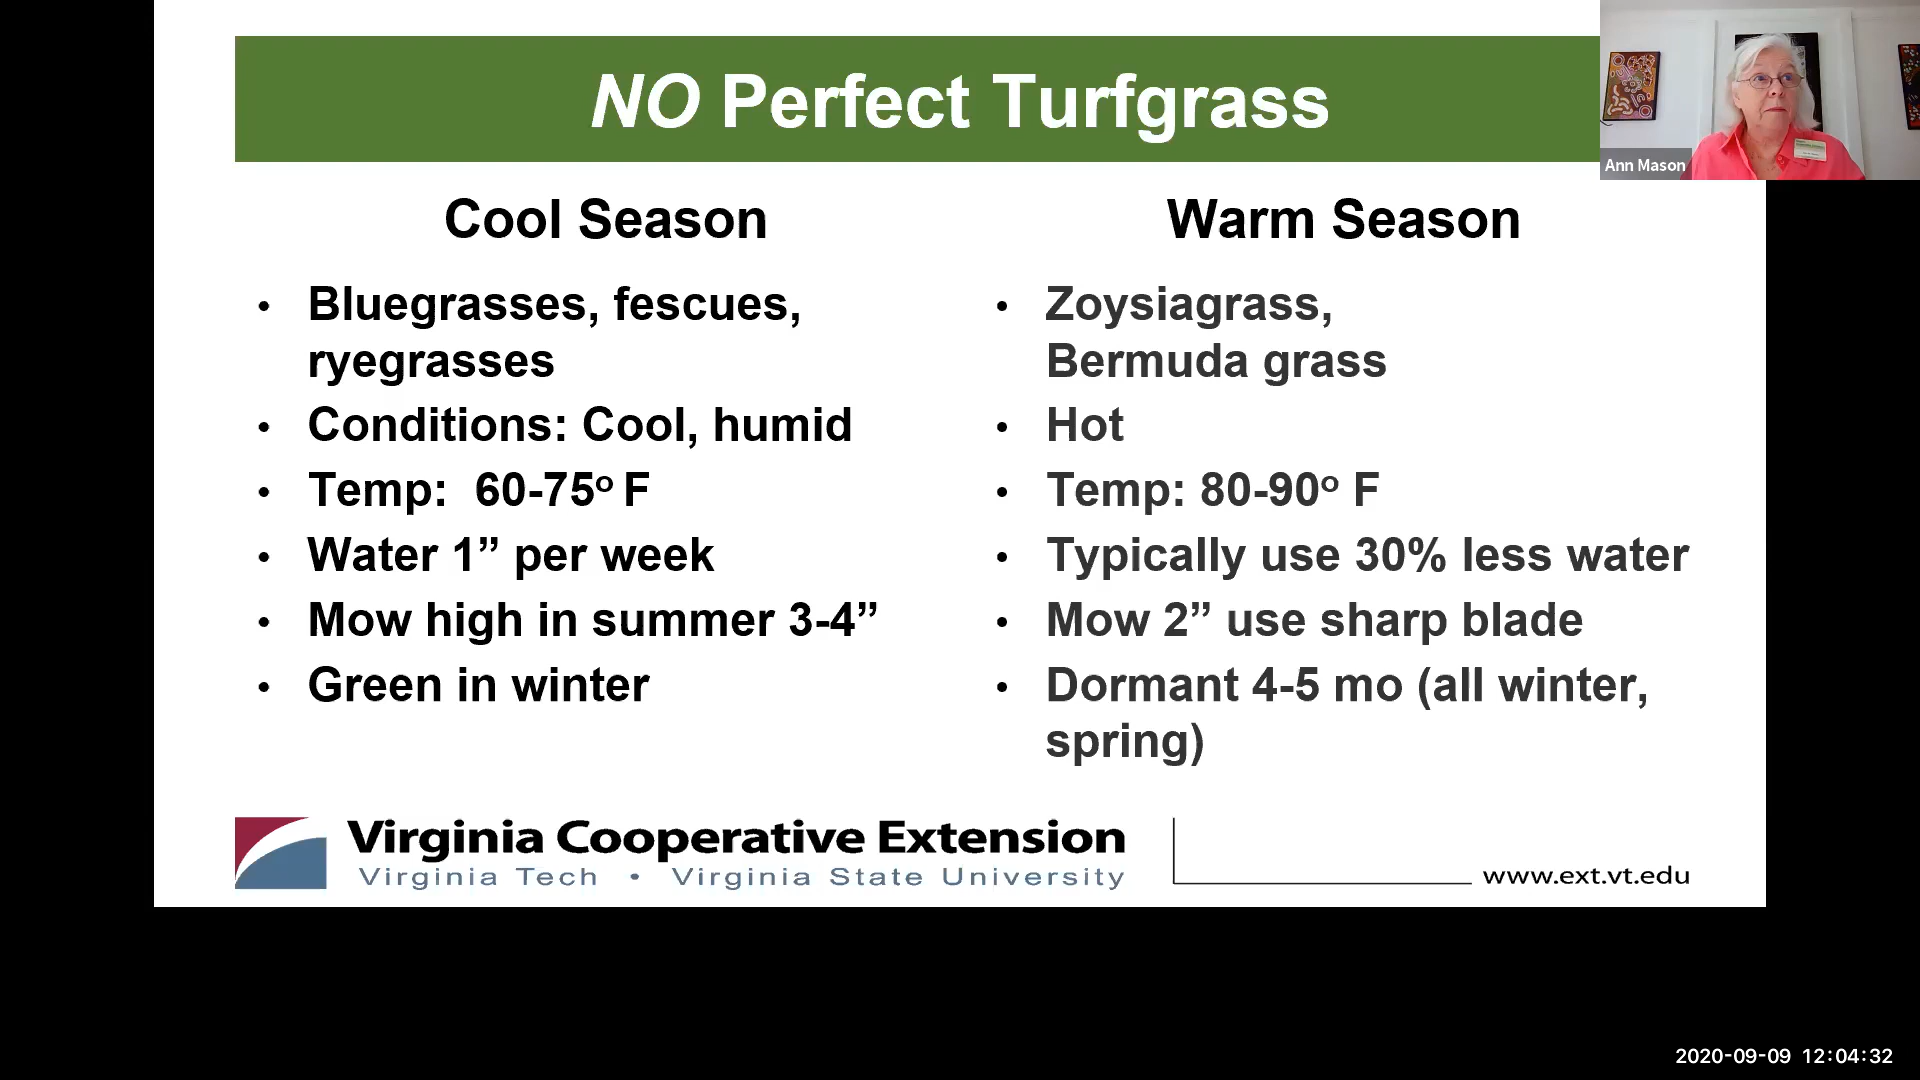 NO Perfect Turfgrass
Ann Mason
Cool Season
• Bluegrasses, fescues,
ryegrasses
• Conditions: Cool, humid
• Temp:  60-75º F
• Water 1” per week
• Mow high in summer 3-4”
• Green in winter
Warm Season
• Zoysiagrass,
Bermuda grass
• Hot
• Temp: 80-90º F
• Typically use 30% less water
• Mow 2” use sharp blade
• Dormant 4-5 mo (all winter,
spring)
Virginia Cooperative Extension
Virginia Tech • Virginia State University
www.ext.vt.edu
2020-09-09 12:04:32